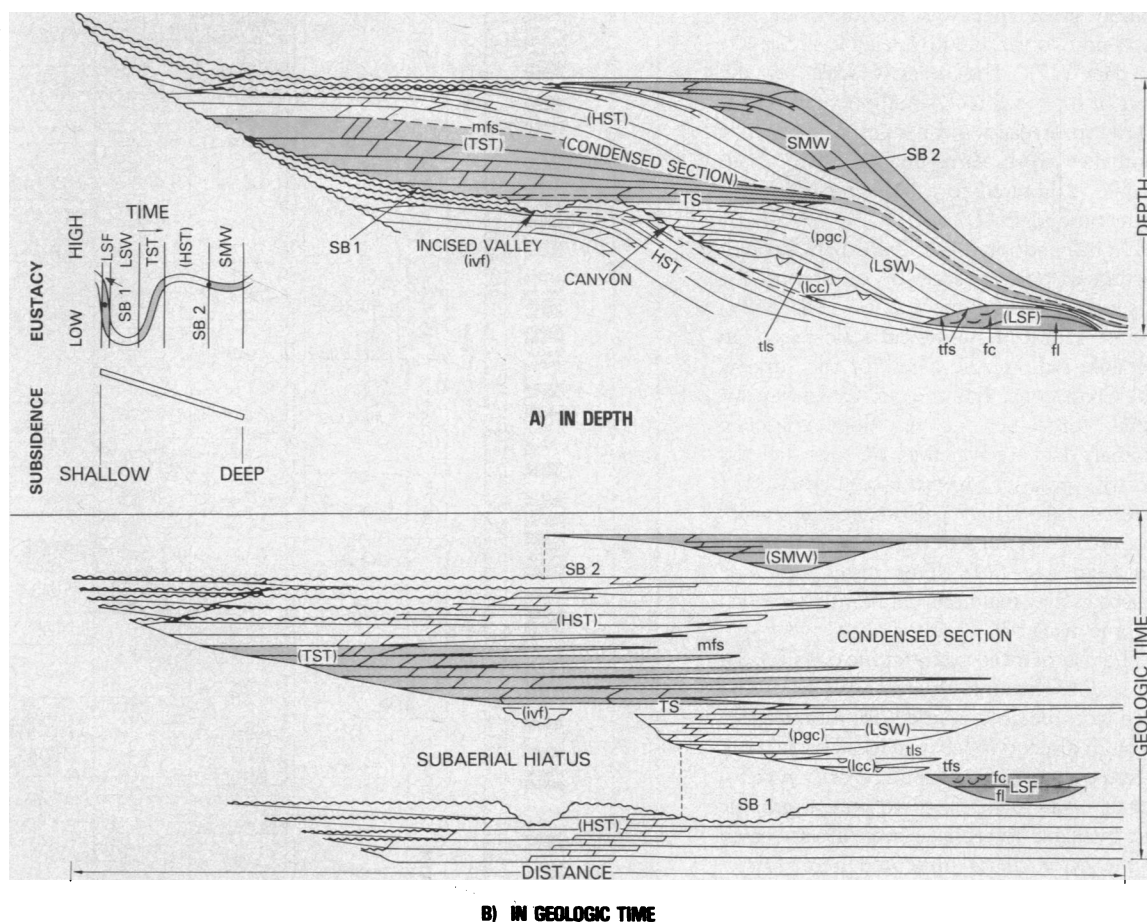 (HST)
mfs
(TST)
(CONDENSED SECTION)
SMW
SB 2
DEPTH
TS
SB 1
INCISED VALLEY
(ivf)
CANYON
HST
(pgc)
(LSW)
(lcc)
tls
(LSF)
tfs
fc
fl
TIME
EUSTACY
HIGH
LOW
LSF
LSW
TST
(HST)
SMW
SB 1
SB 2
SUBSIDENCE
SHALLOW
DEEP
A) IN DEPTH
(SMW)
SB 2
(HST)
(TST)
mfs
CONDENSED SECTION
TS
(ivf)
(pgc)
(LSW)
SUBAERIAL HIATUS
(lcc)
tls
tfs
fc
LSF
fl
SB 1
(HST)
GEOLOGIC TIME
DISTANCE
B) IN GEOLOGIC TIME